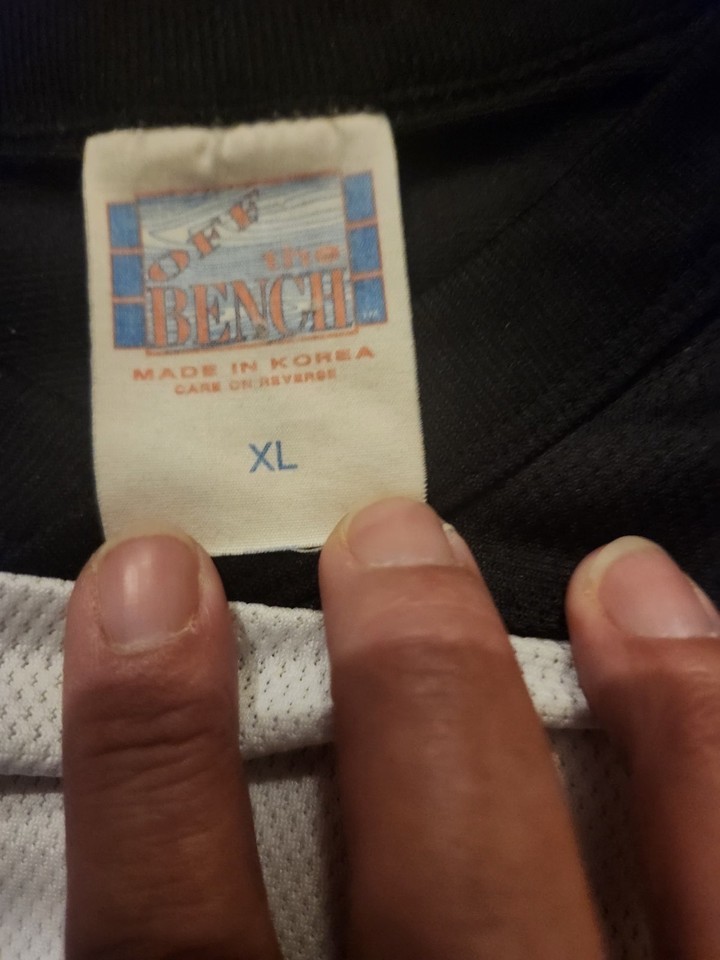 OFF
the
BENCH
MADE IN KOREA
CARE ON REVERSE
XL